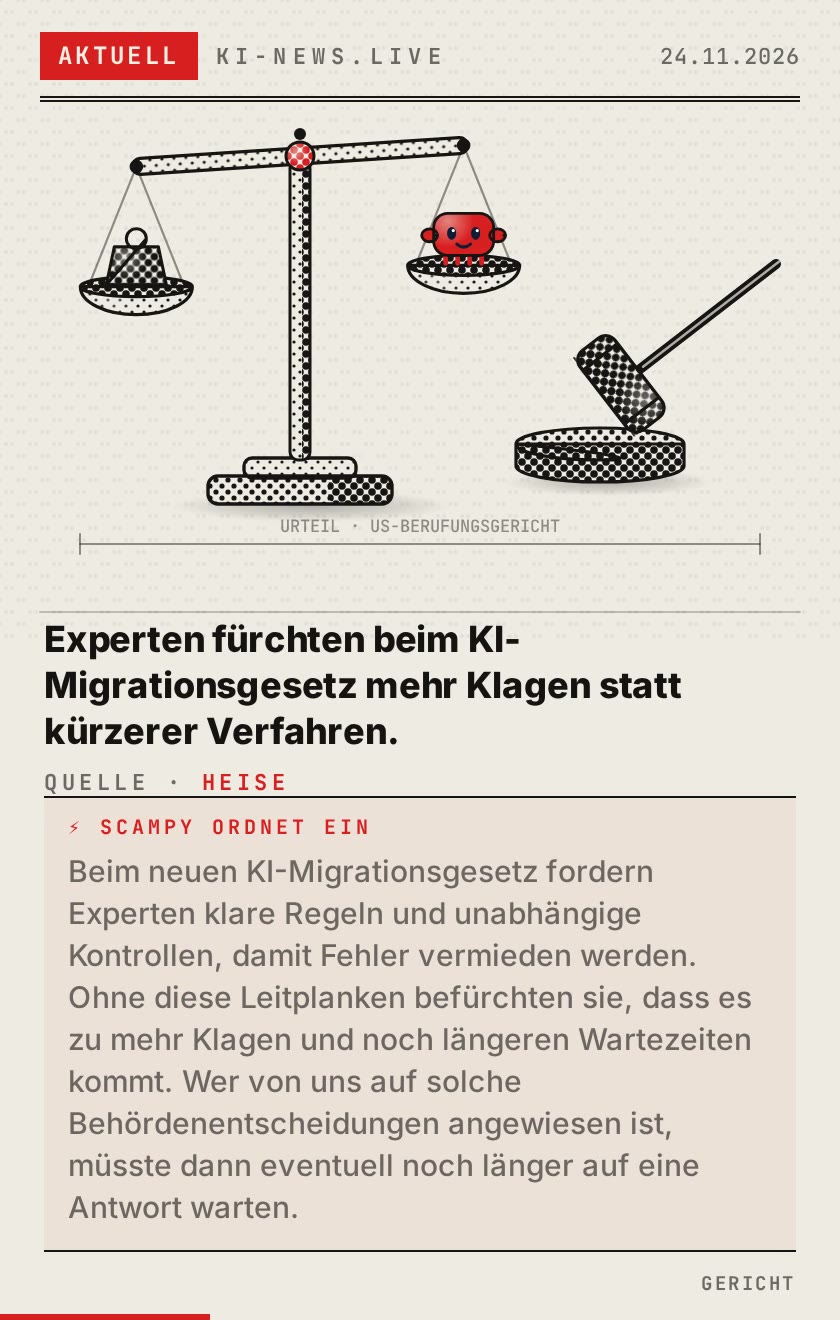 AKTUELL KI-NEWS.LIVE 24.11.2026
URTEIL · US-BERUFUNGSGERICHT
Experten fürchten beim KI-
Migrationsgesetz mehr Klagen statt
kürzerer Verfahren.
QUELLE · HEISE
⚡ SCAMPY ORDNET EIN
Beim neuen KI-Migrationsgesetz fordern
Experten klare Regeln und unabhängige
Kontrollen, damit Fehler vermieden werden.
Ohne diese Leitplanken befürchten sie, dass es
zu mehr Klagen und noch längeren Wartezeiten
kommt. Wer von uns auf solche
Behördenentscheidungen angewiesen ist,
müsste dann eventuell noch länger auf eine
Antwort warten.
GERICHT